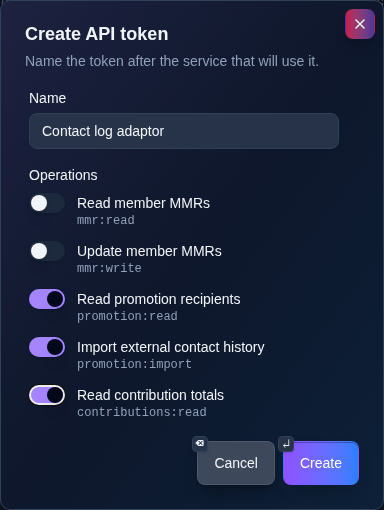 Create API token
Name the token after the service that will use it.
Name
Contact log adaptor
Operations
Read member MMRs
mmr:read
Update member MMRs
mmr:write
Read promotion recipients
promotion:read
Import external contact history
promotion:import
Read contribution totals
contributions:read
Cancel
Create